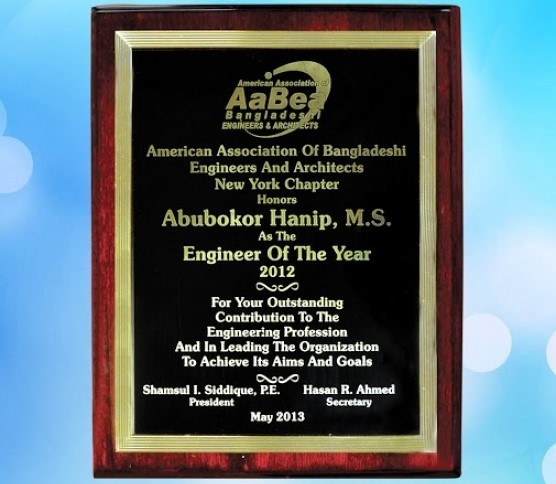 American Association of
AaBea
Bangladeshi
ENGINEERS & ARCHITECTS
American Association Of Bangladeshi
Engineers And Architects
New York Chapter
Honors
Abubokor Hanip, M.S.
As The
Engineer Of The Year
2012
For Your Outstanding
Contribution To The
Engineering Profession
And In Leading The Organization
To Achieve Its Aims And Goals
Shamsul I. Siddique, P.E. Hasan R. Ahmed
President Secretary
May 2013